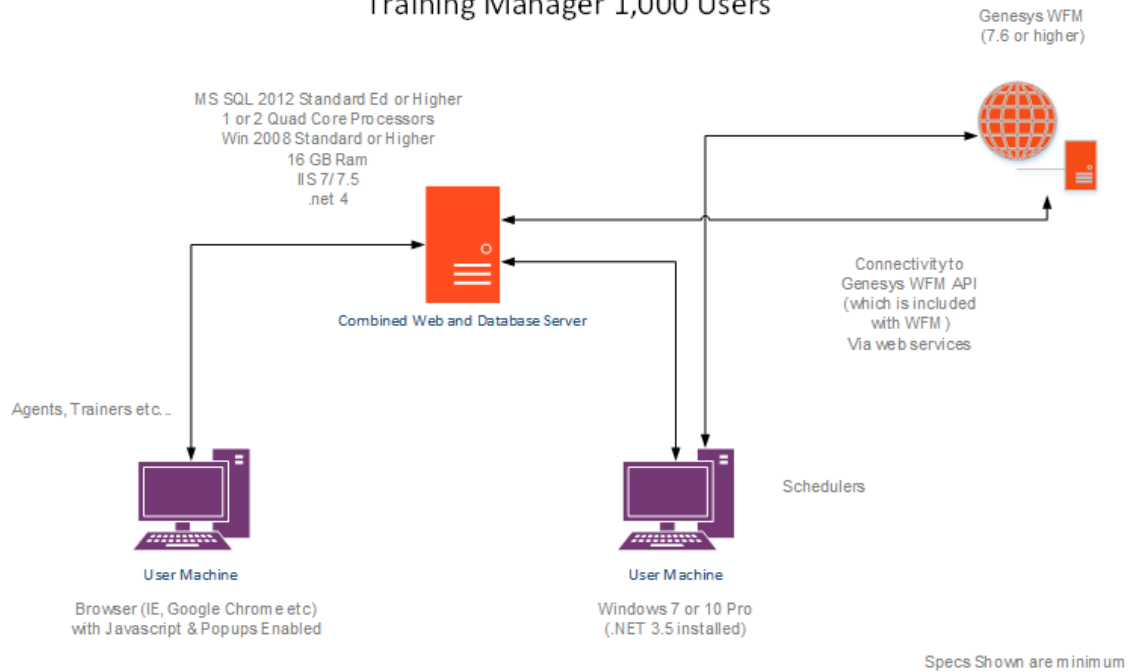 Training Manager 1,000 Users
Genesys WFM
(7.6 or higher)
MS SQL 2012 Standard Ed or Higher
1 or 2 Quad Core Processors
Win 2008 Standard or Higher
16 GB Ram
IIS 7/7.5
.net 4
Combined Web and Database Server
Connectivity to
Genesys WFM API
(which is included
with WFM )
Via web services
Agents, Trainers etc...
Schedulers
User Machine
Browser (IE, Google Chrome etc)
with Javascript & Popups Enabled
User Machine
Windows 7 or 10 Pro
(.NET 3.5 installed)
Specs Shown are minimum